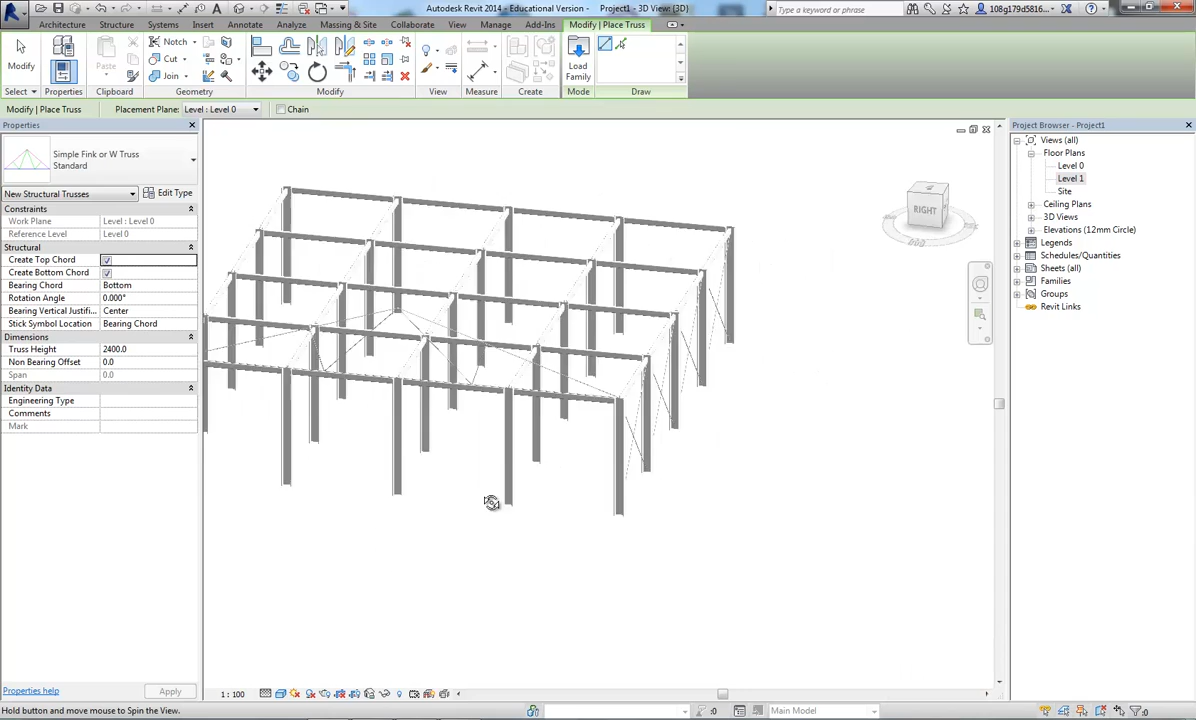 Autodesk Revit 2014 - Educational Version - Project1 - 3D View: {3D}
Type a keyword or phrase
108g179d5816...
Architecture Structure Systems Insert Annotate Analyze Massing & Site Collaborate View Manage Add-Ins Modify | Place Truss
Modify
Paste
Notch
Cut
Join
Load
Family
Select Properties Clipboard Geometry Modify View Measure Create Mode Draw
Modify | Place Truss Placement Plane: Level : Level 0 Chain
Properties
Simple Fink or W Truss
Standard
New Structural Trusses Edit Type
Constraints
Work Plane Level : Level 0
Reference Level Level 0
Structural
Create Top Chord
Create Bottom Chord
Bearing Chord Bottom
Rotation Angle 0.000°
Bearing Vertical Justifi... Center
Stick Symbol Location Bearing Chord
Dimensions
Truss Height 2400.0
Non Bearing Offset 0.0
Span 0.0
Identity Data
Engineering Type
Comments
Mark
Properties help Apply
RIGHT
Project Browser - Project1
Views (all)
Floor Plans
Level 0
Level 1
Site
Ceiling Plans
3D Views
Elevations (12mm Circle)
Legends
Schedules/Quantities
Sheets (all)
Families
Groups
Revit Links
1 : 100
Hold button and move mouse to Spin the View.
:0 Main Model :0